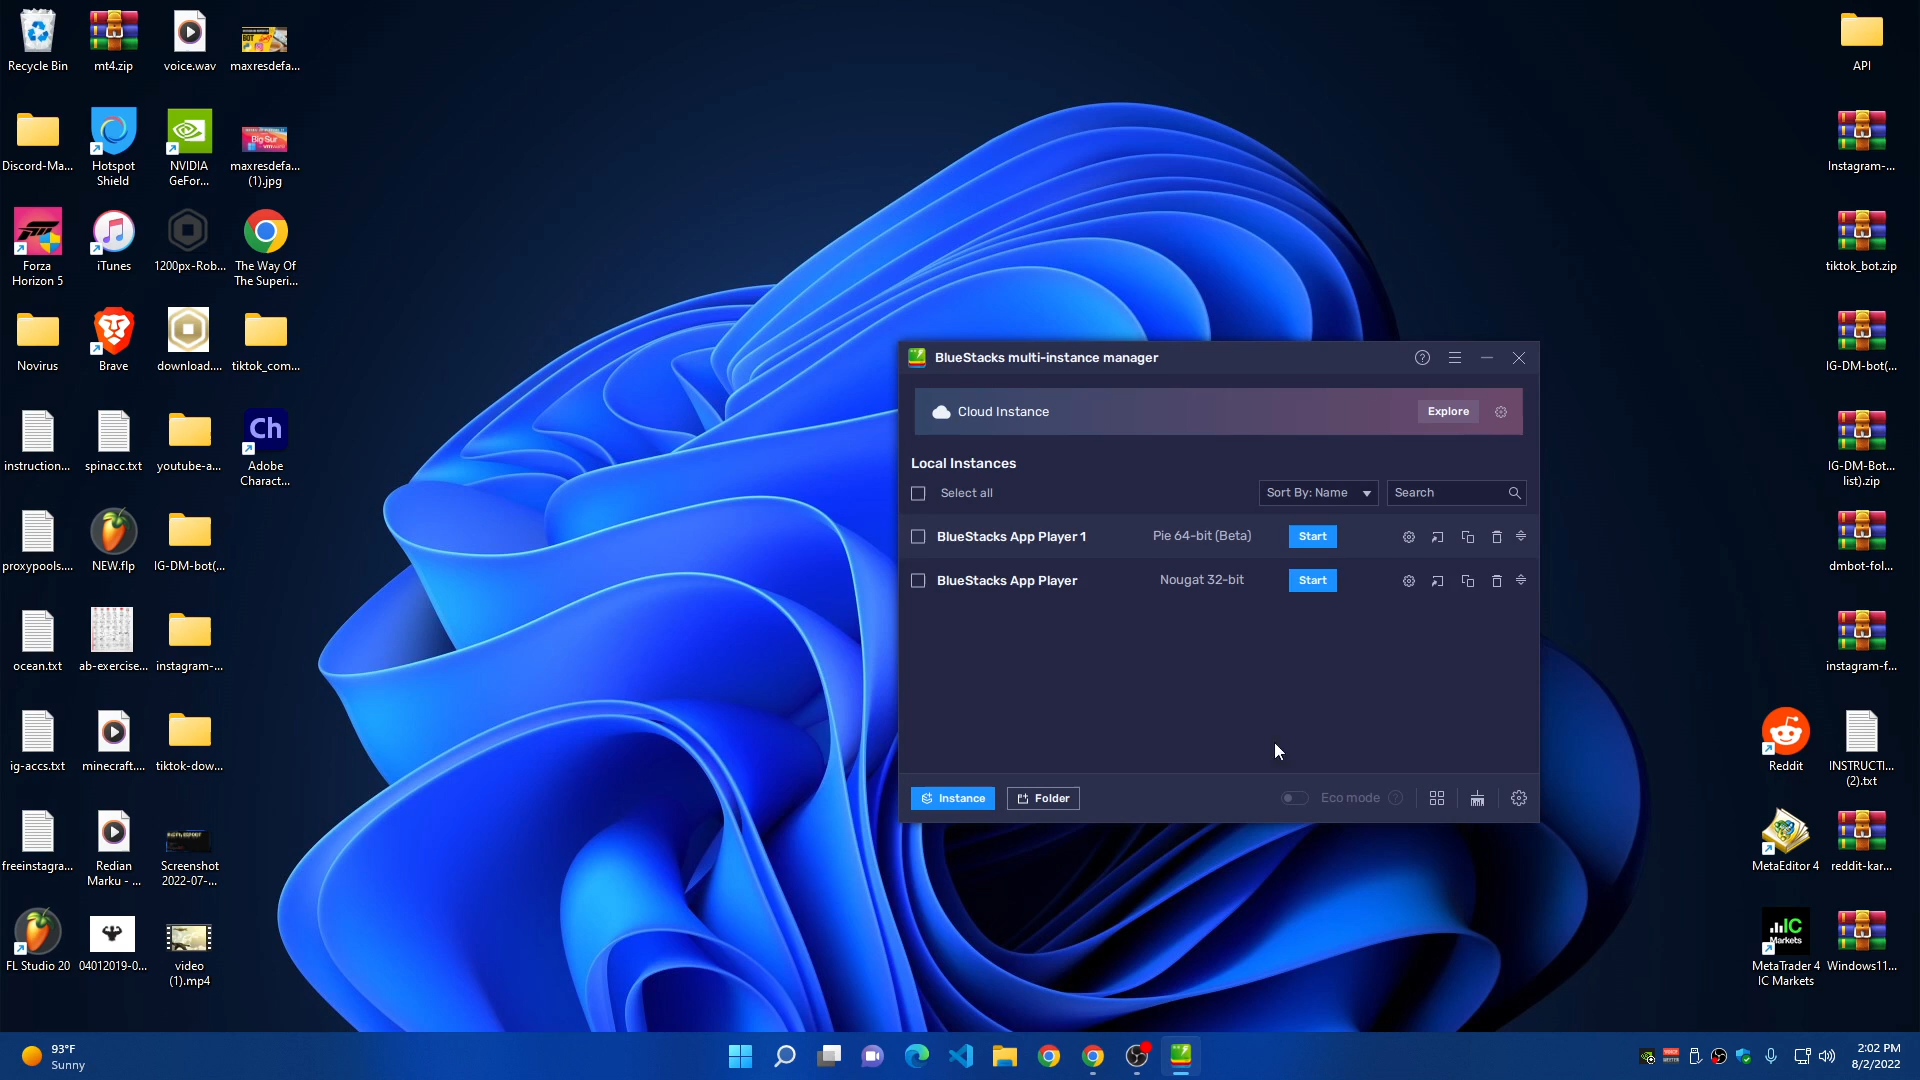 Recycle Bin
mt4.zip
voice.wav
maxresdefa...
API
Discord-Ma...
Hotspot
Shield
NVIDIA
GeFor...
Big Sur
maxresdefa...
(1).jpg
Instagram-...
Forza
Horizon 5
iTunes
1200px-Rob...
The Way Of
The Superi...
tiktok_bot.zip
Novirus
Brave
download....
tiktok_com...
IG-DM-bot(...
instruction...
spinacc.txt
youtube-a...
Ch
Adobe
Charact...
IG-DM-Bot...
list).zip
proxypools....
NEW.flp
IG-DM-bot(...
dmbot-fol...
ocean.txt
ab-exercise...
instagram-...
instagram-f...
ig-accs.txt
minecraft....
tiktok-dow...
Reddit
INSTRUCTI...
(2).txt
freeinstagra...
Redian
Marku - ...
Screenshot
2022-07-...
MetaEditor 4
reddit-kar...
FL Studio 20
04012019-0...
video
(1).mp4
IC
Markets
MetaTrader 4
IC Markets
Windows11...
BlueStacks multi-instance manager
Cloud Instance
Explore
Local Instances
Select all
Sort By: Name
Search
BlueStacks App Player 1
Pie 64-bit (Beta)
Start
BlueStacks App Player
Nougat 32-bit
Start
Instance
Folder
Eco mode
93°F
Sunny
2:02 PM
8/2/2022